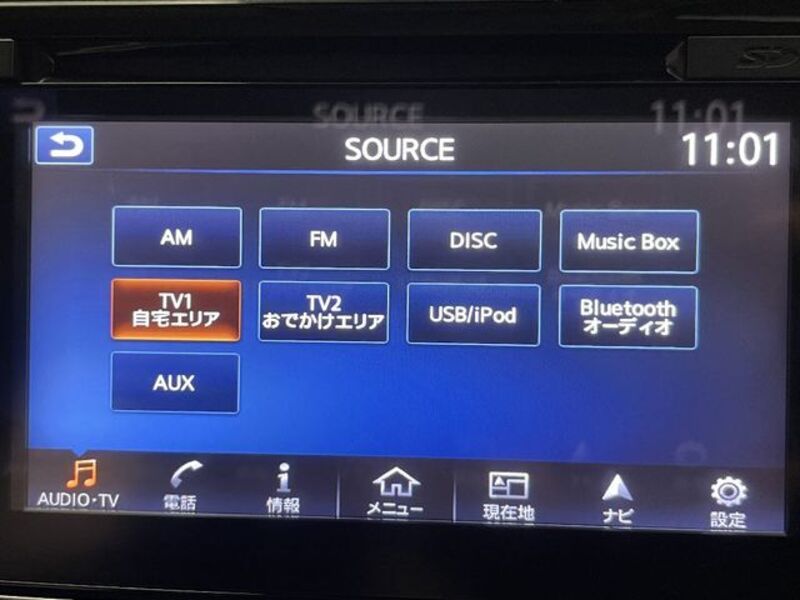 SD
SOURCE
11:01
AM
FM
DISC
Music Box
TV1
自宅エリア
TV2
おでかけエリア
USB/iPod
Bluetooth
オーディオ
AUX
AUDIO・TV
電話
情報
メニュー
現在地
ナビ
設定